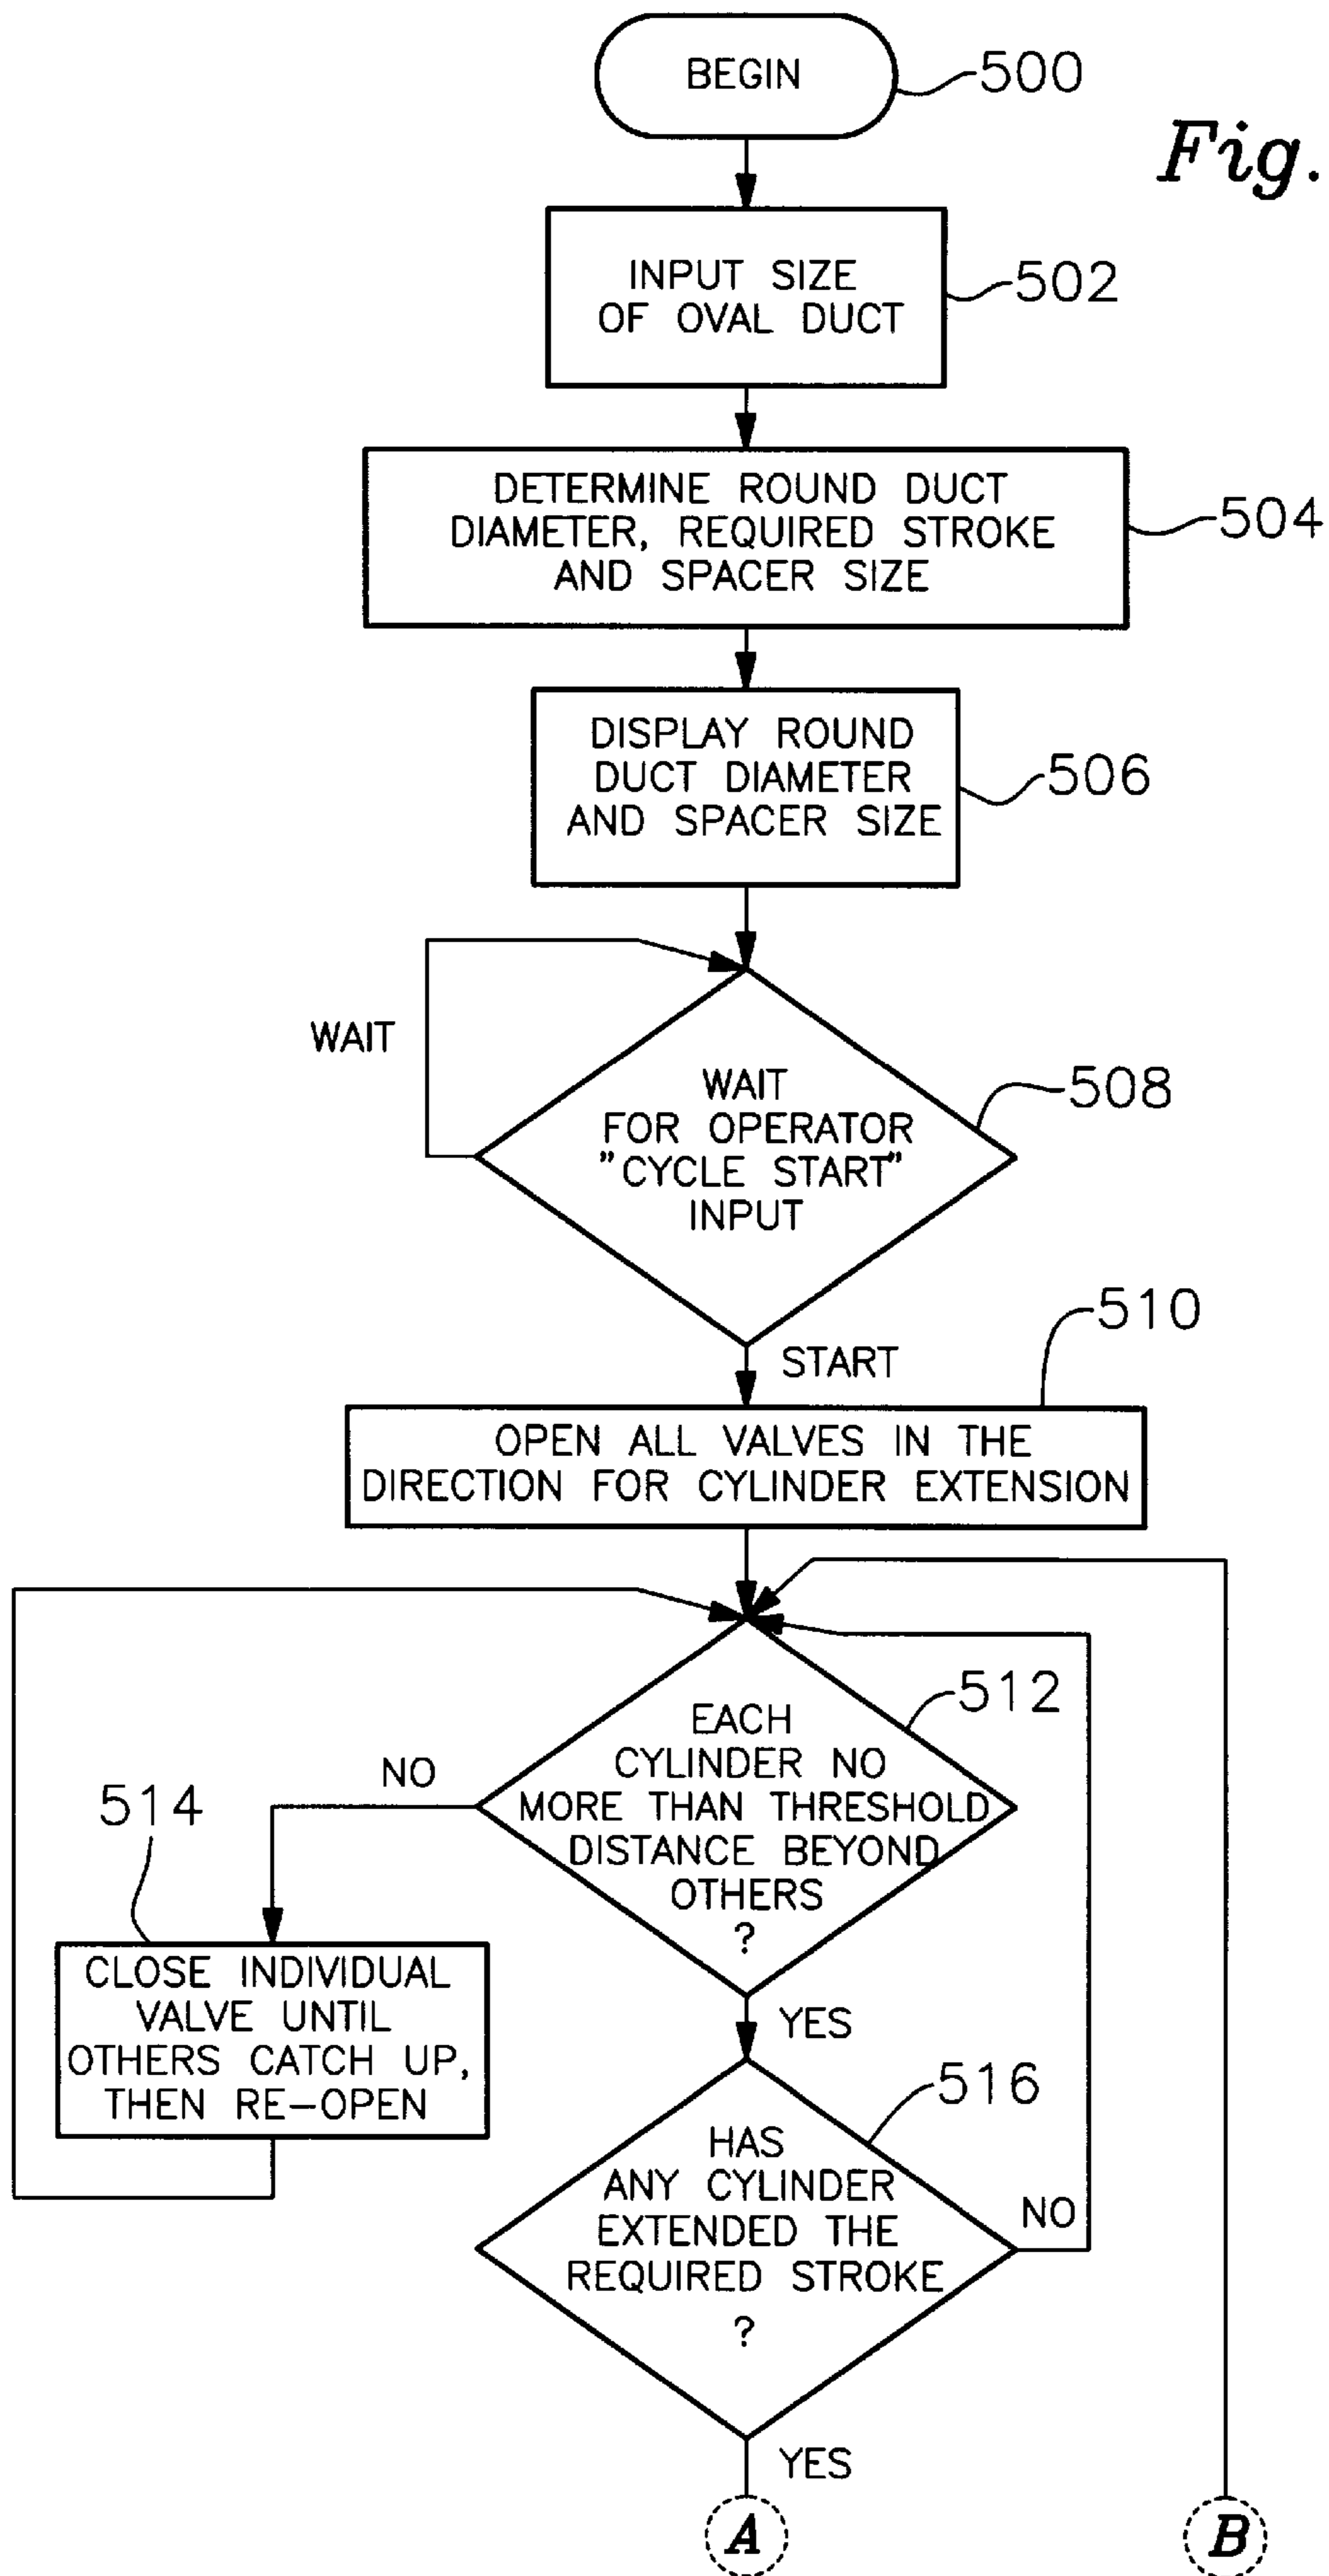 BEGIN
500
Fig.
INPUT SIZE
OF OVAL DUCT
502
DETERMINE ROUND DUCT
DIAMETER, REQUIRED STROKE
AND SPACER SIZE
504
DISPLAY ROUND
DUCT DIAMETER
AND SPACER SIZE
506
WAIT
WAIT
FOR OPERATOR
"CYCLE START"
INPUT
508
START
510
OPEN ALL VALVES IN THE
DIRECTION FOR CYLINDER EXTENSION
512
EACH
CYLINDER NO
MORE THAN THRESHOLD
DISTANCE BEYOND
OTHERS
?
NO
514
CLOSE INDIVIDUAL
VALVE UNTIL
OTHERS CATCH UP,
THEN RE-OPEN
YES
516
HAS
ANY CYLINDER
EXTENDED THE
REQUIRED STROKE
?
NO
YES
A
B